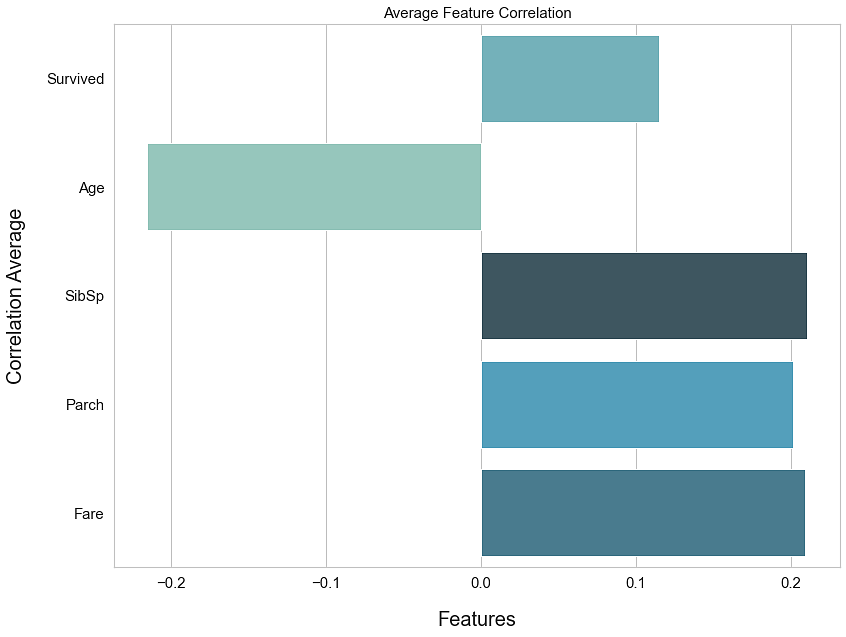 Average Feature Correlation
Correlation Average
Survived
Age
SibSp
Parch
Fare
−0.2
−0.1
0.0
0.1
0.2
Features